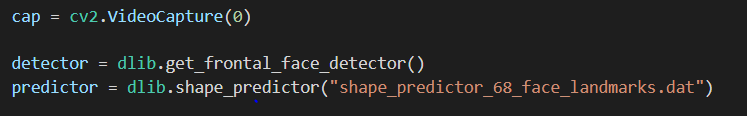 cap = cv2.VideoCapture(0)
detector = dlib.get_frontal_face_detector()
predictor = dlib.shape_predictor("shape_predictor_68_face_landmarks.dat")